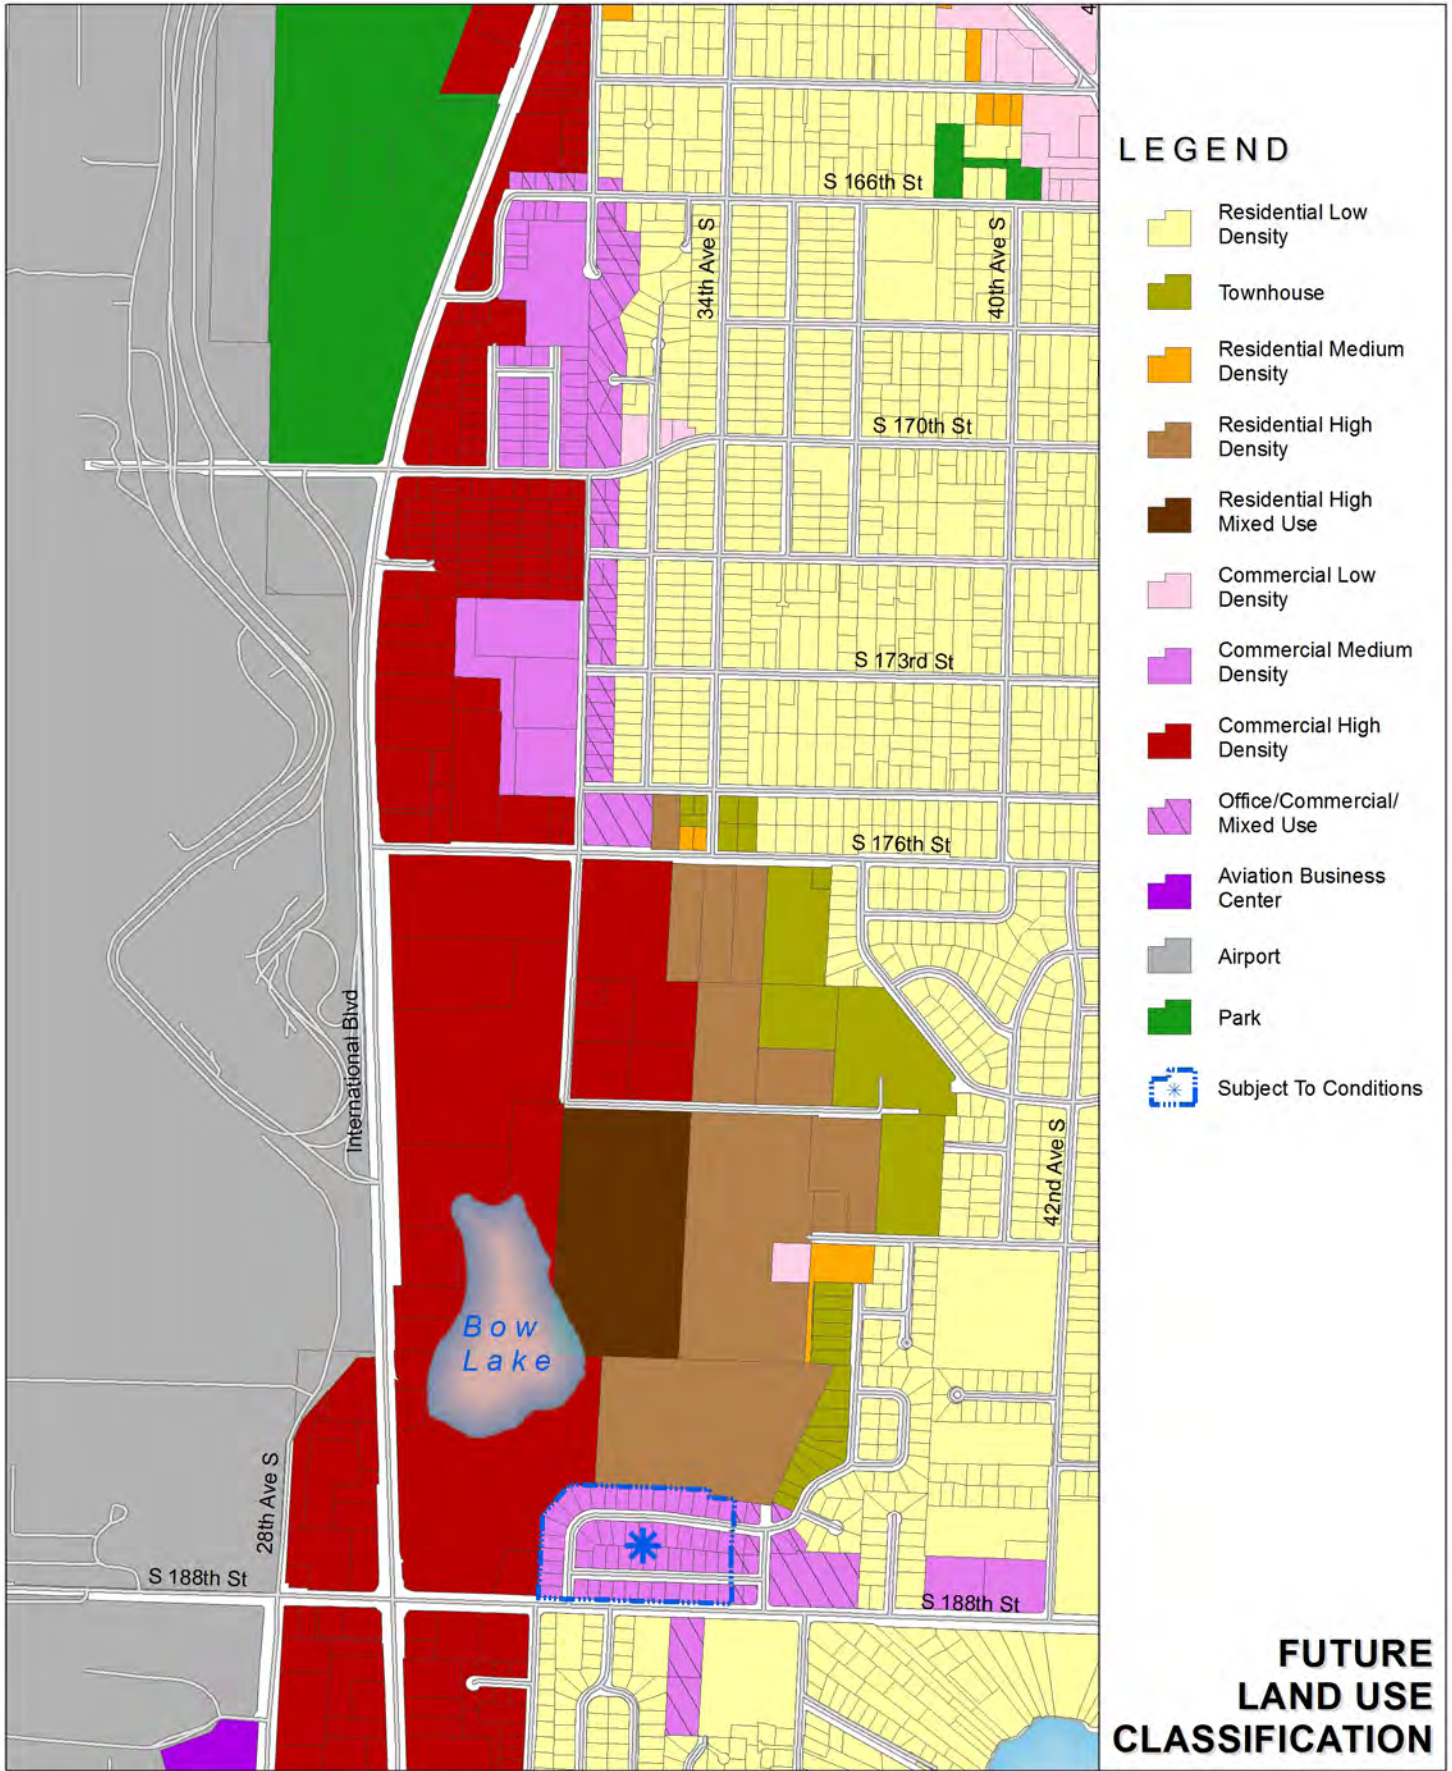 4
S 166th St
34th Ave S
40th Ave S
S 170th St
S 173rd St
S 176th St
International Blvd
42nd Ave S
Bow
Lake
28th Ave S
S 188th St
S 188th St
LEGEND
Residential Low
Density
Townhouse
Residential Medium
Density
Residential High
Density
Residential High
Mixed Use
Commercial Low
Density
Commercial Medium
Density
Commercial High
Density
Office/Commercial/
Mixed Use
Aviation Business
Center
Airport
Park
Subject To Conditions
FUTURE
LAND USE
CLASSIFICATION